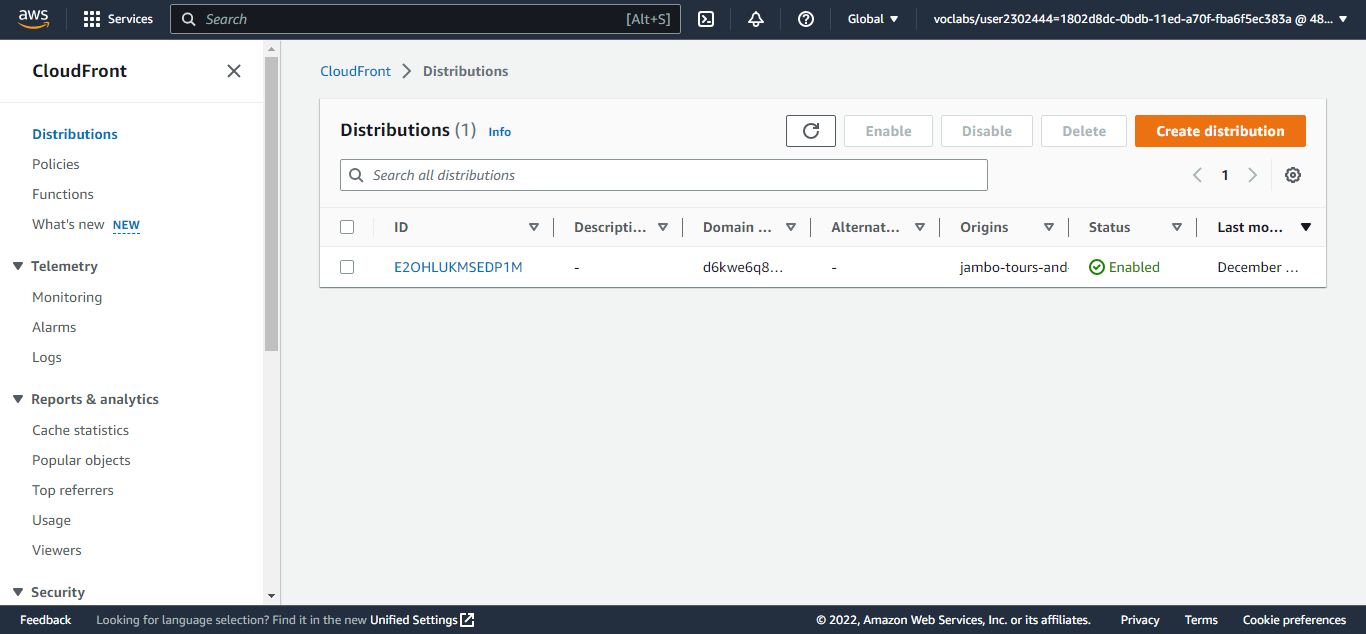 aws Services Search [Alt+S] Global voclabs/user2302444=1802d8dc-0bdb-11ed-a70f-fba6f5ec383a @ 48...
CloudFront
Distributions
Policies
Functions
What's new NEW
Telemetry
Monitoring
Alarms
Logs
Reports & analytics
Cache statistics
Popular objects
Top referrers
Usage
Viewers
Security
CloudFront Distributions
Distributions (1) Info Enable Disable Delete Create distribution
Search all distributions 1
ID Descripti... Domain ... Alternat... Origins Status Last mo...
E2OHLUKMSEDP1M - d6kwe6q8... - jambo-tours-and- Enabled December ...
Feedback Looking for language selection? Find it in the new Unified Settings © 2022, Amazon Web Services, Inc. or its affiliates. Privacy Terms Cookie preferences